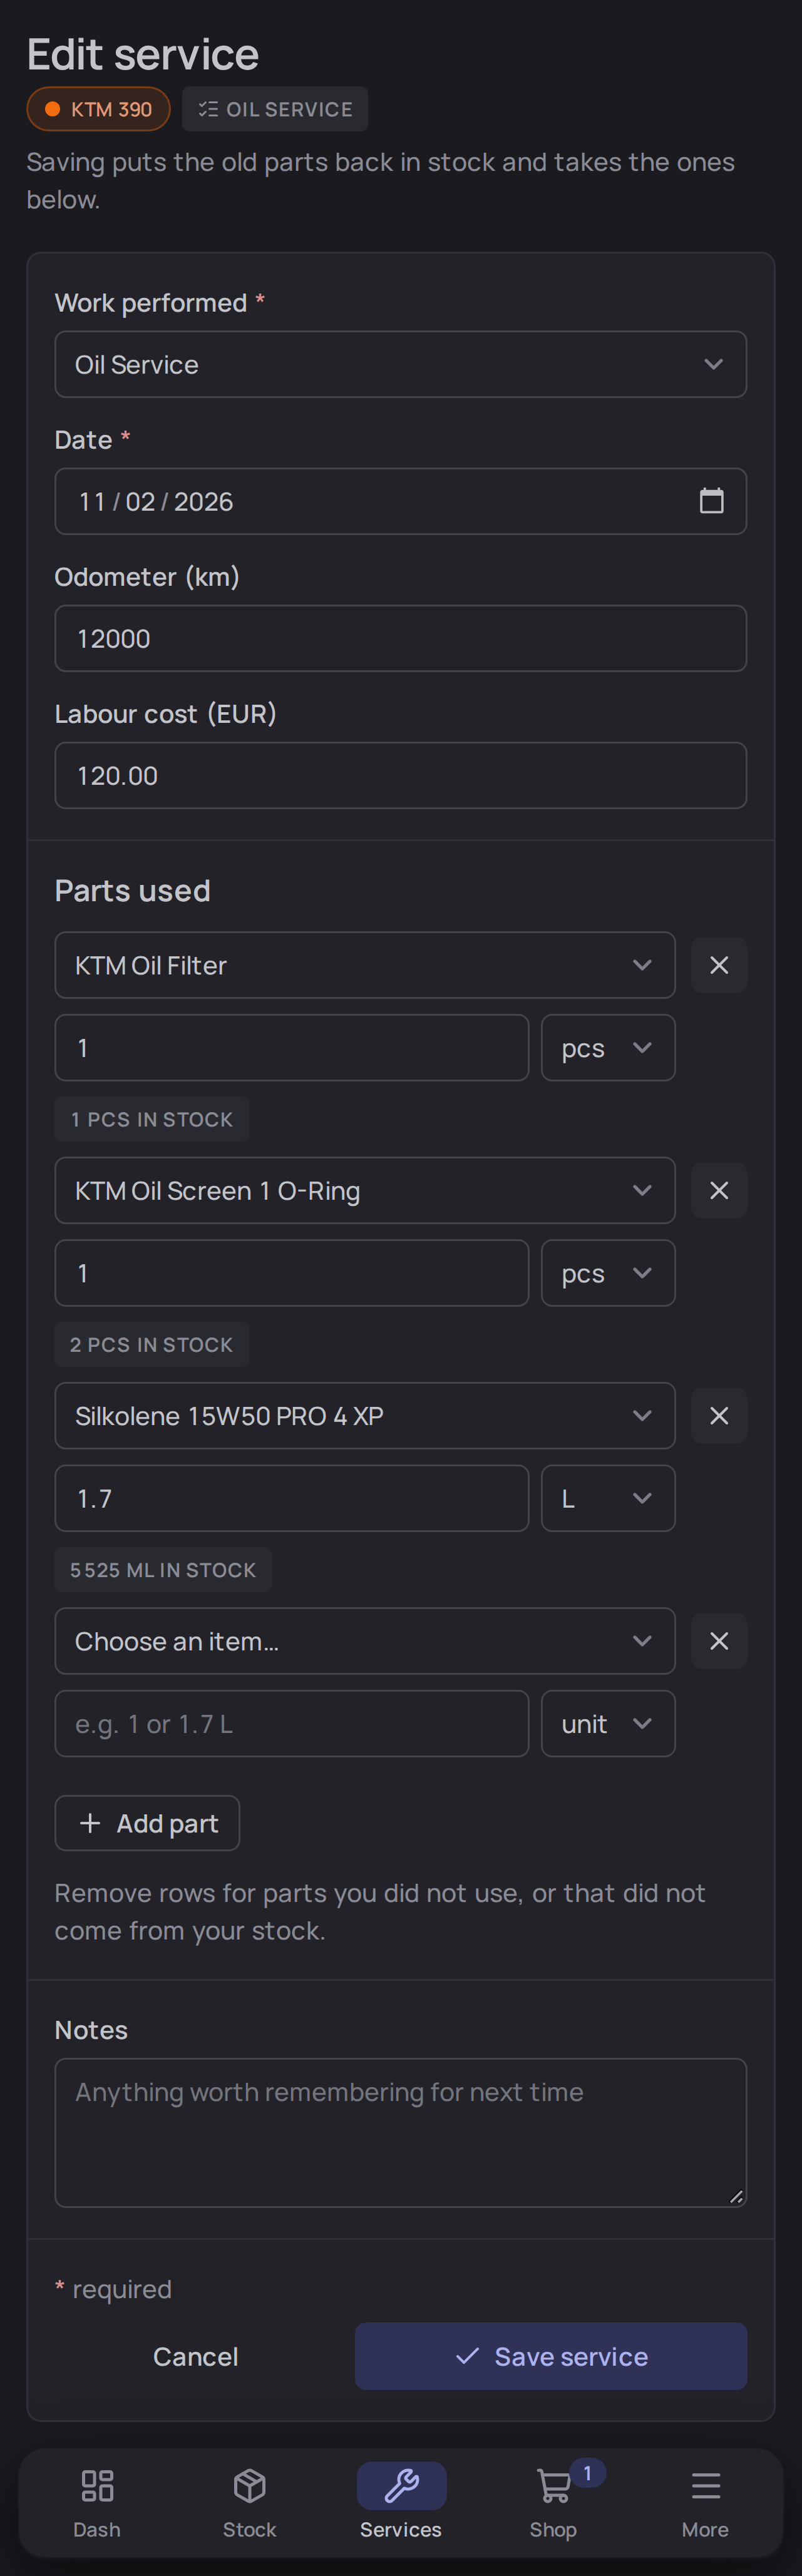 Edit service
KTM 390
OIL SERVICE
Saving puts the old parts back in stock and takes the ones
below.
Work performed *
Oil Service
Date *
11 / 02 / 2026
Odometer (km)
12000
Labour cost (EUR)
120.00
Parts used
KTM Oil Filter
1
pcs
1 PCS IN STOCK
KTM Oil Screen 1 O-Ring
1
pcs
2 PCS IN STOCK
Silkolene 15W50 PRO 4 XP
1.7
L
5 525 ML IN STOCK
Choose an item...
e.g. 1 or 1.7 L
unit
+ Add part
Remove rows for parts you did not use, or that did not
come from your stock.
Notes
Anything worth remembering for next time
* required
Cancel
Save service
1
Dash
Stock
Services
Shop
More